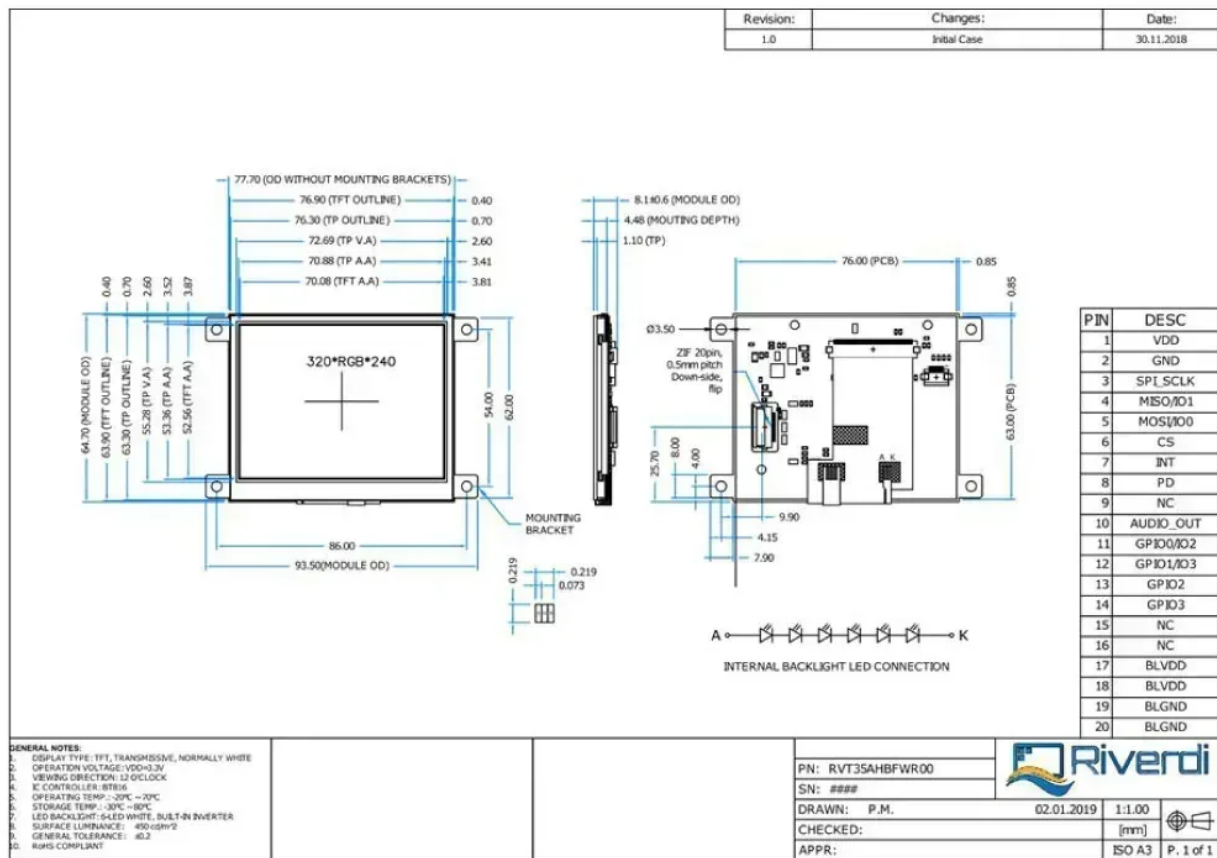 Revision: Changes: Date:
1.0 Initial Case 30.11.2018
77.70 (OD WITHOUT MOUNTING BRACKETS)
76.90 (TFT OUTLINE) 0.40
76.30 (TP OUTLINE) 0.70
72.69 (TP V.A) 2.60
70.88 (TP A.A) 3.41
70.08 (TFT A.A) 3.81
0.40
0.70
2.60
3.52
3.87
64.70 (MODULE OD)
63.90 (TFT OUTLINE)
63.30 (TP OUTLINE)
55.28 (TP V.A)
53.36 (TP A.A)
52.56 (TFT A.A)
320*RGB*240
54.00
62.00
MOUNTING
BRACKET
86.00
93.50(MODULE OD)
0.219
0.219
0.073
8.1±0.6 (MODULE OD)
4.48 (MOUTING DEPTH)
1.10 (TP)
76.00 (PCB) 0.85
0.85
Ø3.50
ZIF 20pin,
0.5mm pitch
Down-side,
flip
63.00 (PCB)
A K
25.70
8.00
4.00
9.90
4.15
7.90
A K
INTERNAL BACKLIGHT LED CONNECTION
PIN DESC
1 VDD
2 GND
3 SPI_SCLK
4 MISO/IO1
5 MOSI/IO0
6 CS
7 INT
8 PD
9 NC
10 AUDIO_OUT
11 GPIO0/IO2
12 GPIO1/IO3
13 GPIO2
14 GPIO3
15 NC
16 NC
17 BLVDD
18 BLVDD
19 BLGND
20 BLGND
GENERAL NOTES:
1. DISPLAY TYPE: TFT, TRANSMISSIVE, NORMALLY WHITE
2. OPERATION VOLTAGE: VDD=3.3V
3. VIEWING DIRECTION: 12 O'CLOCK
4. IC CONTROLLER: BT816
5. OPERATING TEMP.: -20°C ~70°C
6. STORAGE TEMP.: -30°C ~80°C
7. LED BACKLIGHT: 6-LED WHITE, BUILT-IN INVERTER
8. SURFACE LUMINANCE: 450 cd/m^2
9. GENERAL TOLERANCE: ±0.2
10. RoHS COMPLIANT
Riverdi
PN: RVT35AHBFWR00
SN: ####
DRAWN: P.M. 02.01.2019 1:1.00
CHECKED: [mm]
APPR: ISO A3 P. 1 of 1